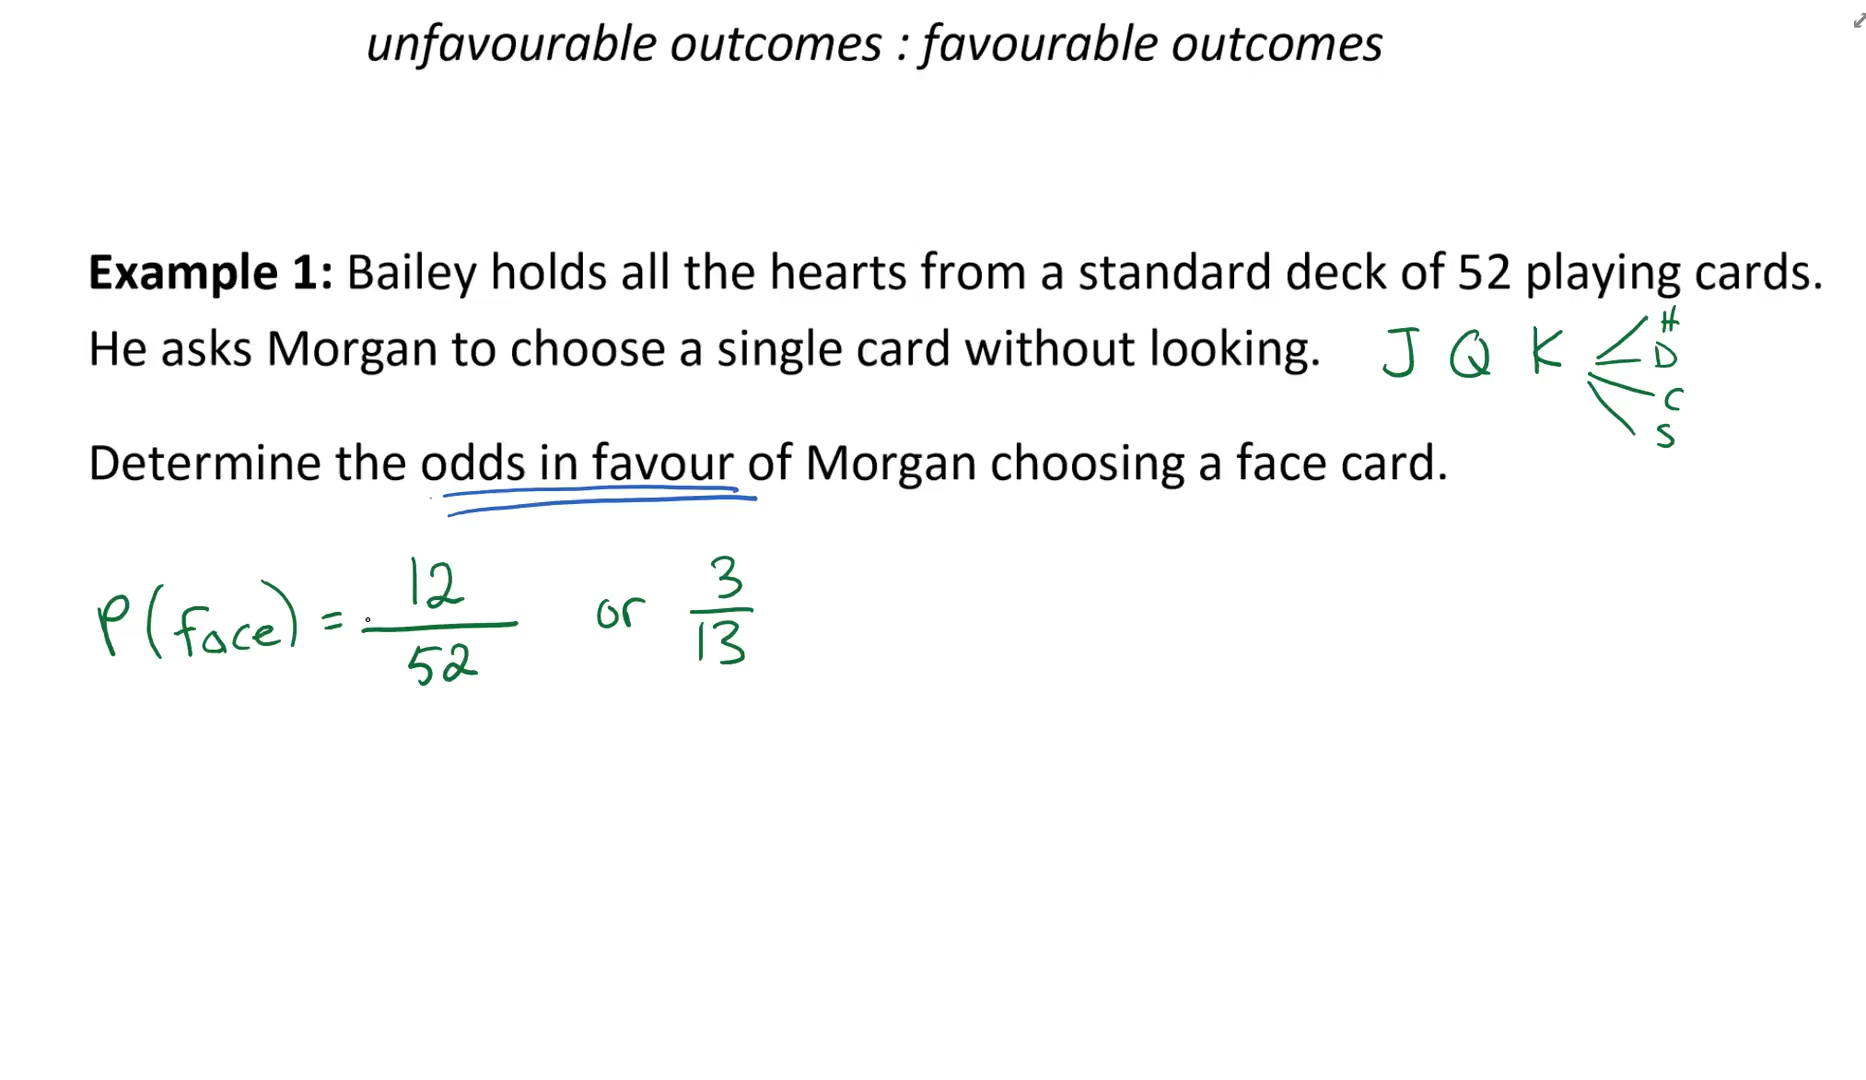 unfavourable outcomes : favourable outcomes
Example 1: Bailey holds all the hearts from a standard deck of 52 playing cards.
He asks Morgan to choose a single card without looking.
J Q K
H
D
C
S
Determine the odds in favour of Morgan choosing a face card.
P(face) = 12/52 or 3/13